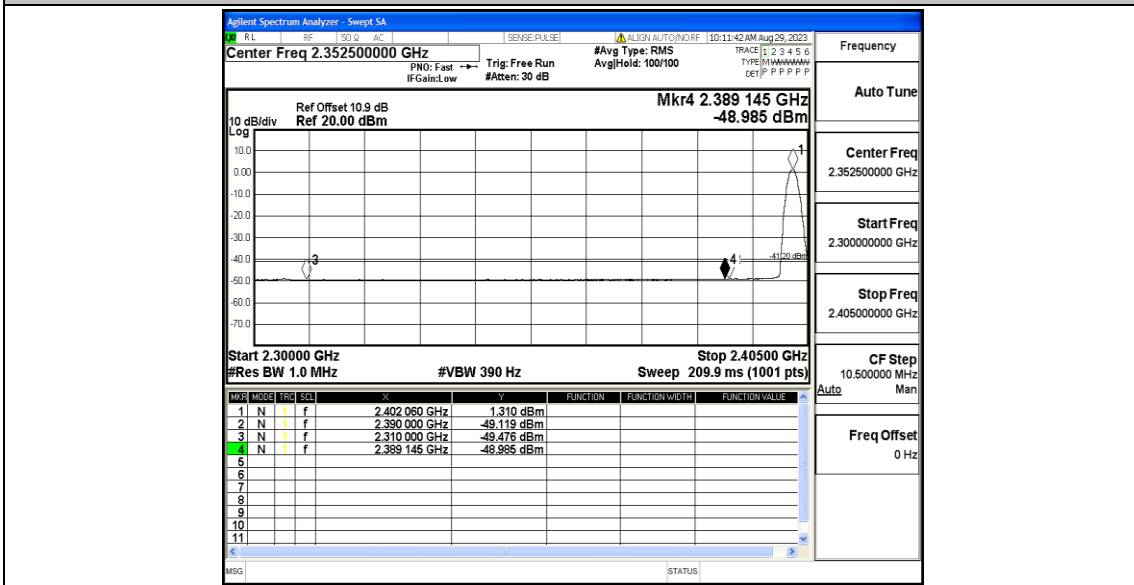 Agilent Spectrum Analyzer - Swept SA
LXI RL RF 50 Ω AC SENSE:PULSE ALIGN AUTO/NO RF 10:11:42 AM Aug 29, 2023
Center Freq 2.352500000 GHz
PNO: Fast
IFGain:Low
Trig: Free Run
#Atten: 30 dB
#Avg Type: RMS
Avg|Hold: 100/100
TRACE 1 2 3 4 5 6
TYPE MWWWWW
DET P P P P P P
Mkr4 2.389 145 GHz
-48.985 dBm
Ref Offset 10.9 dB
10 dB/div Ref 20.00 dBm
Log
10.0
0.00
-10.0
-20.0
-30.0
-40.0
-50.0
-60.0
-70.0
1
3
4
-41.20 dBm
Start 2.30000 GHz Stop 2.40500 GHz
#Res BW 1.0 MHz #VBW 390 Hz Sweep 209.9 ms (1001 pts)
MKR MODE TRC SCL X Y FUNCTION FUNCTION WIDTH FUNCTION VALUE
1 N 1 f 2.402 060 GHz 1.310 dBm
2 N 1 f 2.390 000 GHz -49.119 dBm
3 N 1 f 2.310 000 GHz -49.476 dBm
4 N 1 f 2.389 145 GHz -48.985 dBm
5
6
7
8
9
10
11
MSG STATUS
Frequency
Auto Tune
Center Freq
2.352500000 GHz
Start Freq
2.300000000 GHz
Stop Freq
2.405000000 GHz
CF Step
10.500000 MHz
Auto Man
Freq Offset
0 Hz